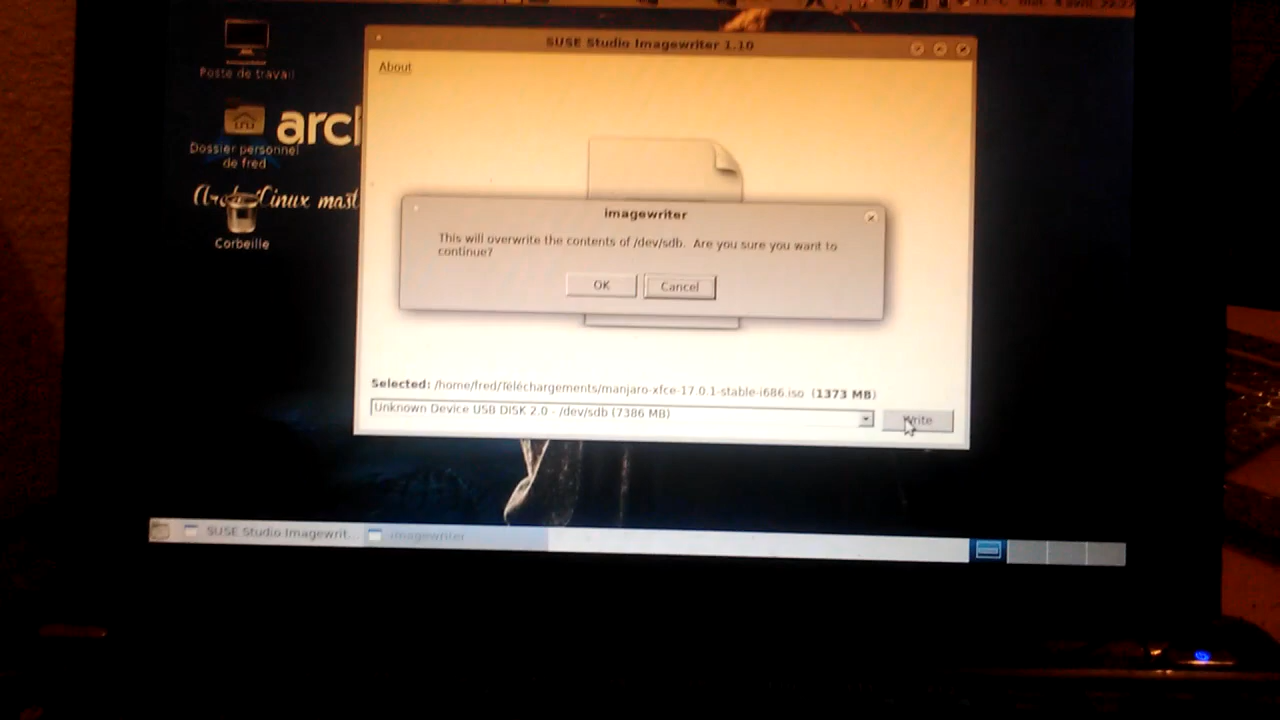 SUSE Studio Imagewriter 1.10
About
Poste de travail
arc
Dossier personnel
de fred
Linux
Corbeille
imagewriter
This will overwrite the contents of /dev/sdb. Are you sure you want to
continue?
OK Cancel
Selected: /home/fred/Téléchargements/manjaro-xfce-17.0.1-stable-i686.iso (1373 MB)
Unknown Device USB DISK 2.0 - /dev/sdb (7386 MB) Write
SUSE Studio Imagewrit... imagewriter